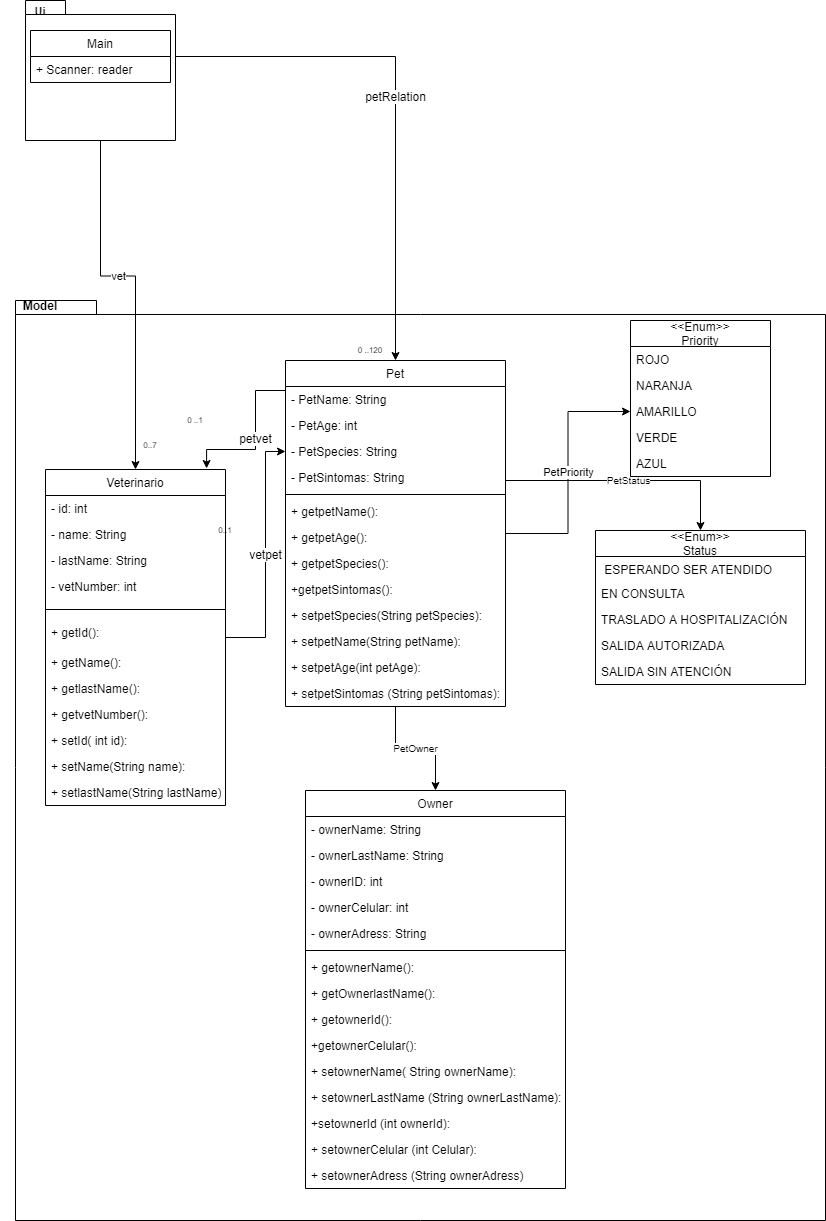 Ui
Main
+ Scanner: reader
petRelation
vet
Model
0 ..120
<<Enum>>
Priority
ROJO
NARANJA
AMARILLO
VERDE
AZUL
Pet
- PetName: String
- PetAge: int
- PetSpecies: String
- PetSintomas: String
+ getpetName():
+ getpetAge():
+ getpetSpecies():
+getpetSintomas():
+ setpetSpecies(String petSpecies):
+ setpetName(String petName):
+ setpetAge(int petAge):
+ setpetSintomas (String petSintomas):
0 ..1
petvet
0..7
PetPriority
PetStatus
Veterinario
- id: int
- name: String
- lastName: String
- vetNumber: int
+ getId():
+ getName():
+ getlastName():
+ getvetNumber():
+ setId( int id):
+ setName(String name):
+ setlastName(String lastName)
0..1
vetpet
<<Enum>>
Status
ESPERANDO SER ATENDIDO
EN CONSULTA
TRASLADO A HOSPITALIZACIÓN
SALIDA AUTORIZADA
SALIDA SIN ATENCIÓN
PetOwner
Owner
- ownerName: String
- ownerLastName: String
- ownerID: int
- ownerCelular: int
- ownerAdress: String
+ getownerName():
+ getOwnerlastName():
+ getownerId():
+getownerCelular():
+ setownerName( String ownerName):
+ setownerLastName (String ownerLastName):
+setownerId (int ownerId):
+ setownerCelular (int Celular):
+ setownerAdress (String ownerAdress)